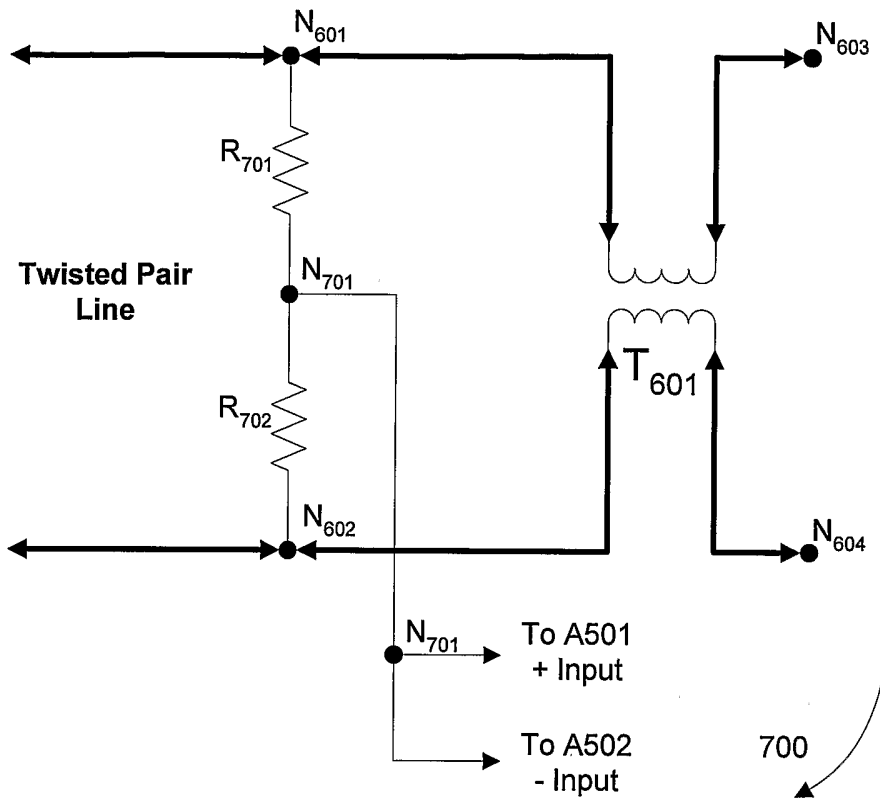 N601
N603
R701
Twisted Pair
Line
N701
R702
T601
N602
N604
N701
To A501
+ Input
To A502
- Input
700